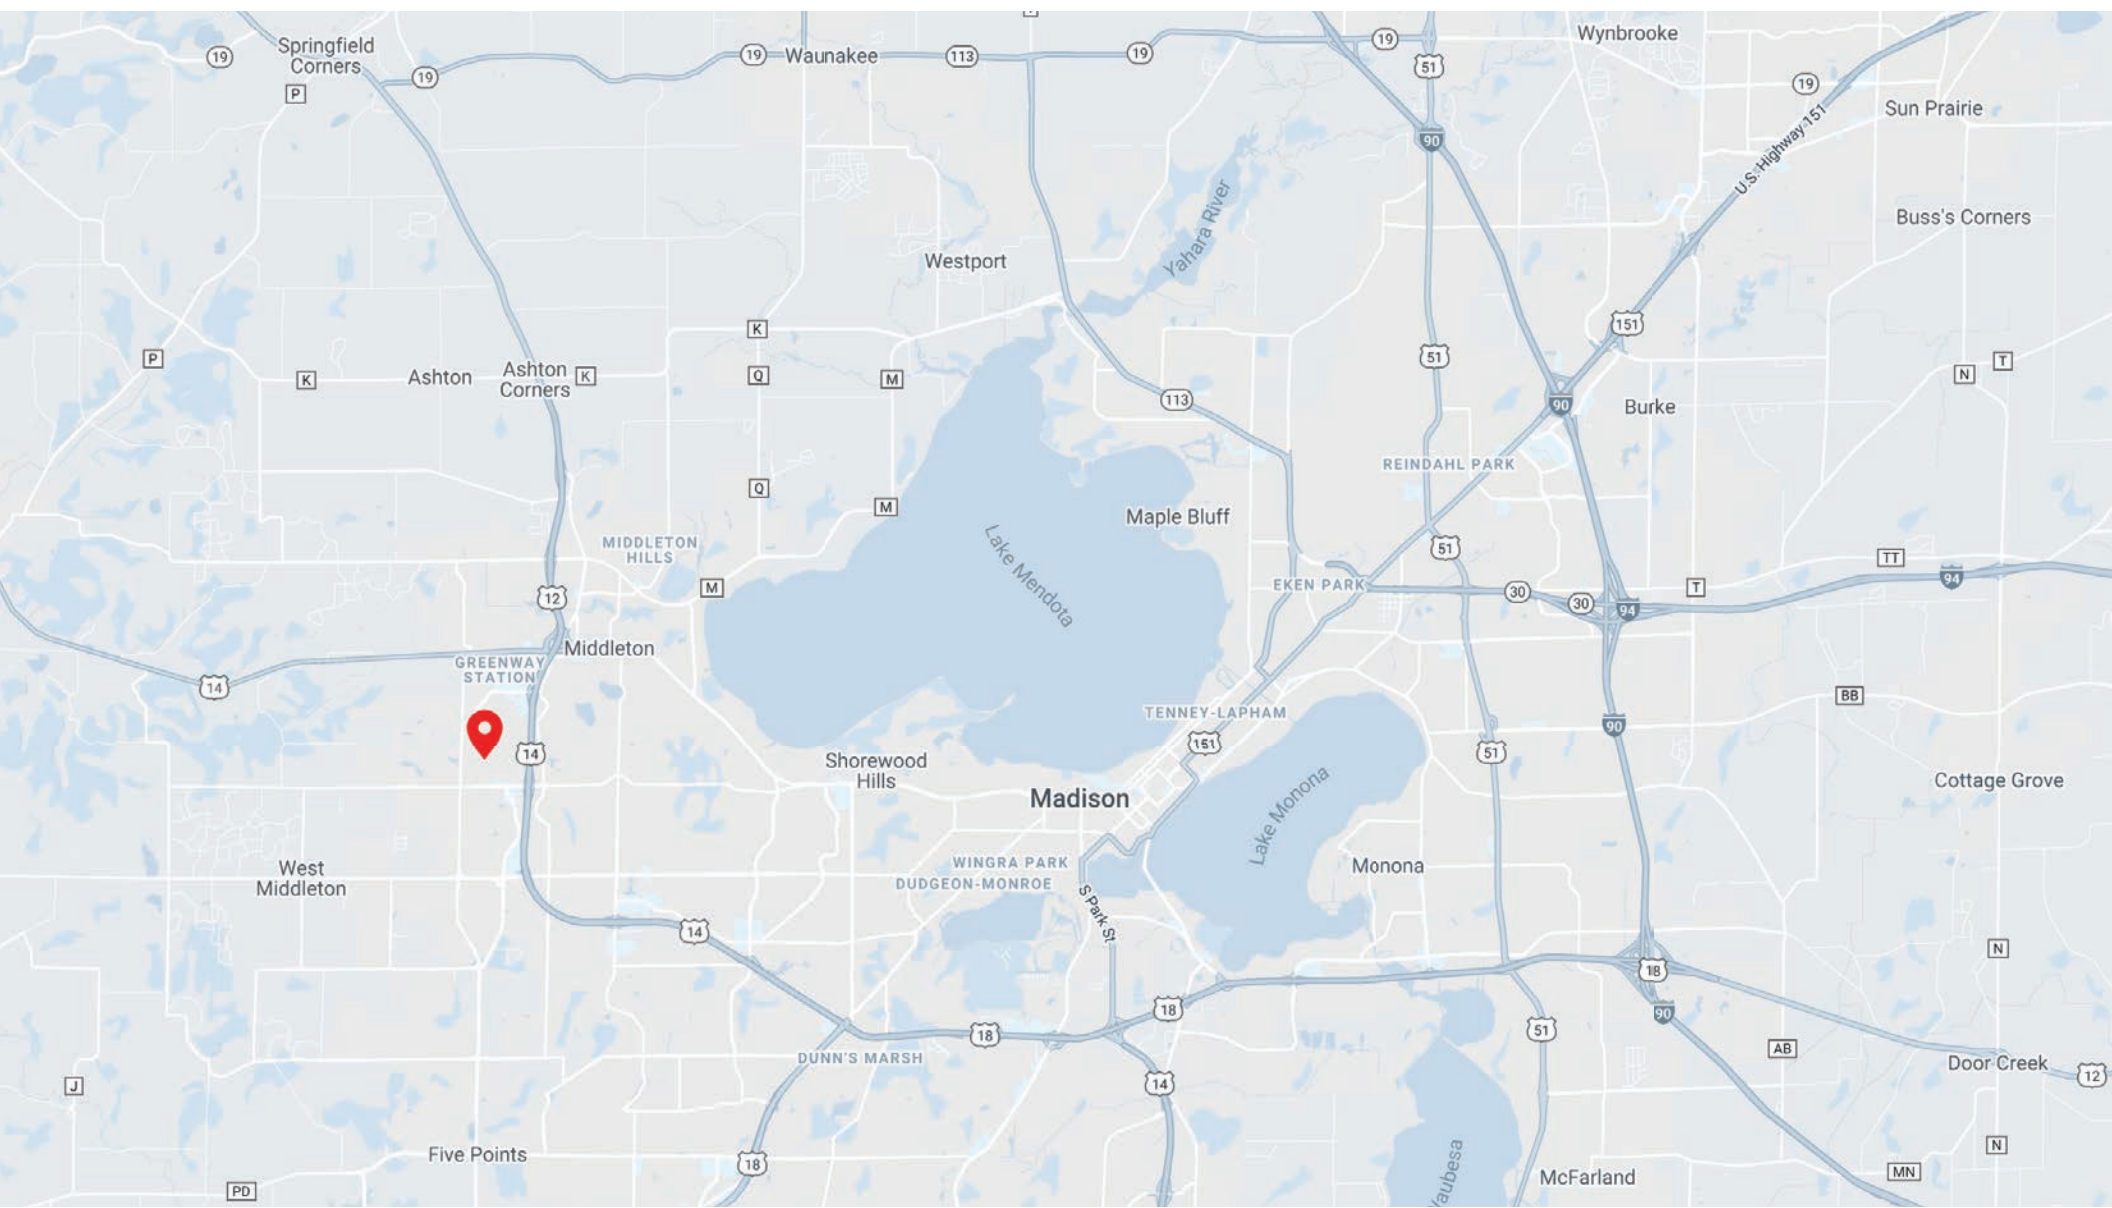 19
Springfield
Corners
P
19
19
Waunakee
113
19
19
51
Wynbrooke
19
Sun Prairie
U.S. Highway 151
90
Yahara River
Buss's Corners
Westport
K
151
P
K
Ashton
Ashton
Corners
K
Q
M
51
113
90
Burke
N
T
REINDAHL PARK
Q
M
Maple Bluff
Lake Mendota
MIDDLETON
HILLS
51
TT
94
M
12
EKEN PARK
30
30
94
T
Middleton
GREENWAY
STATION
14
BB
TENNEY-LAPHAM
151
90
14
51
Shorewood
Hills
Madison
Lake Monona
Cottage Grove
West
Middleton
WINGRA PARK
DUDGEON-MONROE
Monona
S Park St
14
N
18
18
90
18
51
DUNN'S MARSH
AB
Door Creek
12
J
14
Five Points
18
N
MN
McFarland
PD